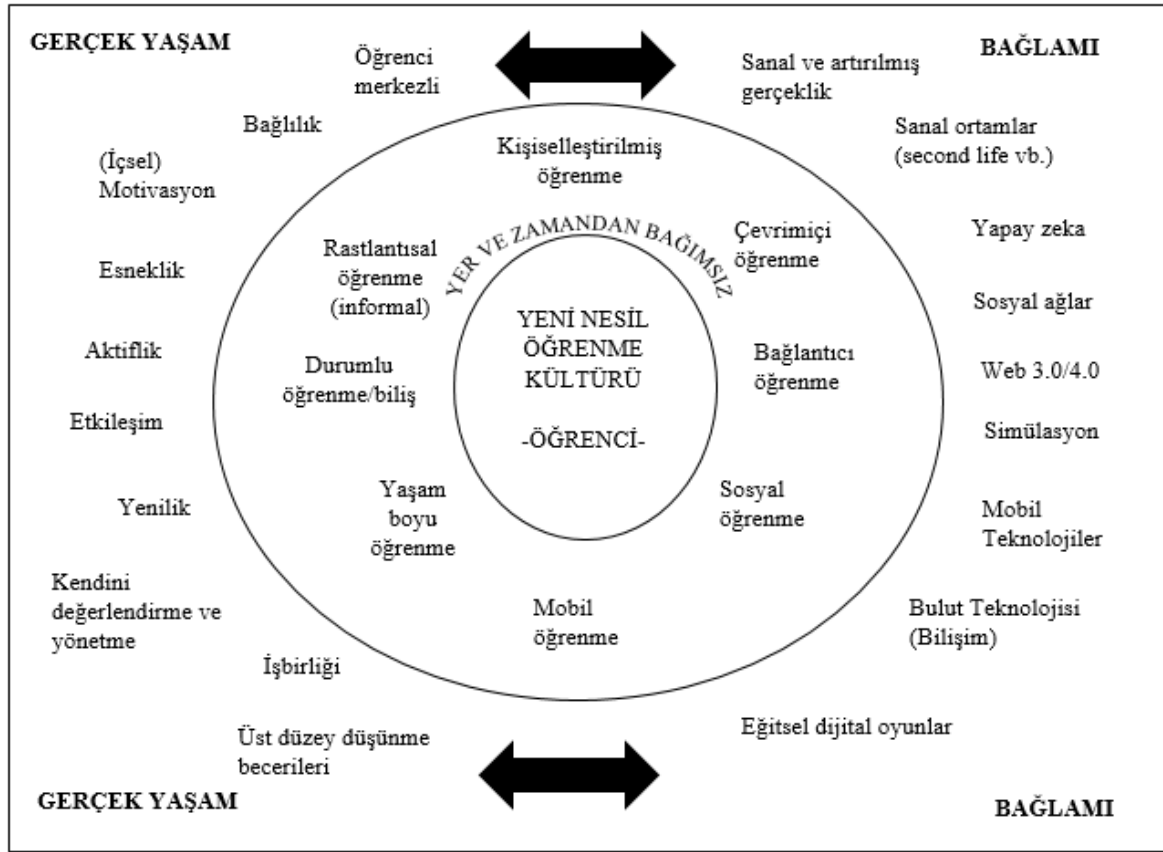 GERÇEK YAŞAM
BAĞLAMI
Öğrenci
merkezli
Bağlılık
(İçsel)
Motivasyon
Esneklik
Aktiflik
Etkileşim
Yenilik
Kendini
değerlendirme ve
yönetme
İşbirliği
Üst düzey düşünme
becerileri
Kişiselleştirilmiş
öğrenme
Rastlantısal
öğrenme
(informal)
Durumlu
öğrenme/biliş
Yaşam
boyu
öğrenme
Mobil
öğrenme
YER VE ZAMANDAN BAĞIMSIZ
YENİ NESİL
ÖĞRENME
KÜLTÜRÜ
-ÖĞRENCİ-
Çevrimiçi
öğrenme
Bağlantıcı
öğrenme
Sosyal
öğrenme
Sanal ve artırılmış
gerçeklik
Sanal ortamlar
(second life vb.)
Yapay zeka
Sosyal ağlar
Web 3.0/4.0
Simülasyon
Mobil
Teknolojiler
Bulut Teknolojisi
(Bilişim)
Eğitsel dijital oyunlar
GERÇEK YAŞAM
BAĞLAMI